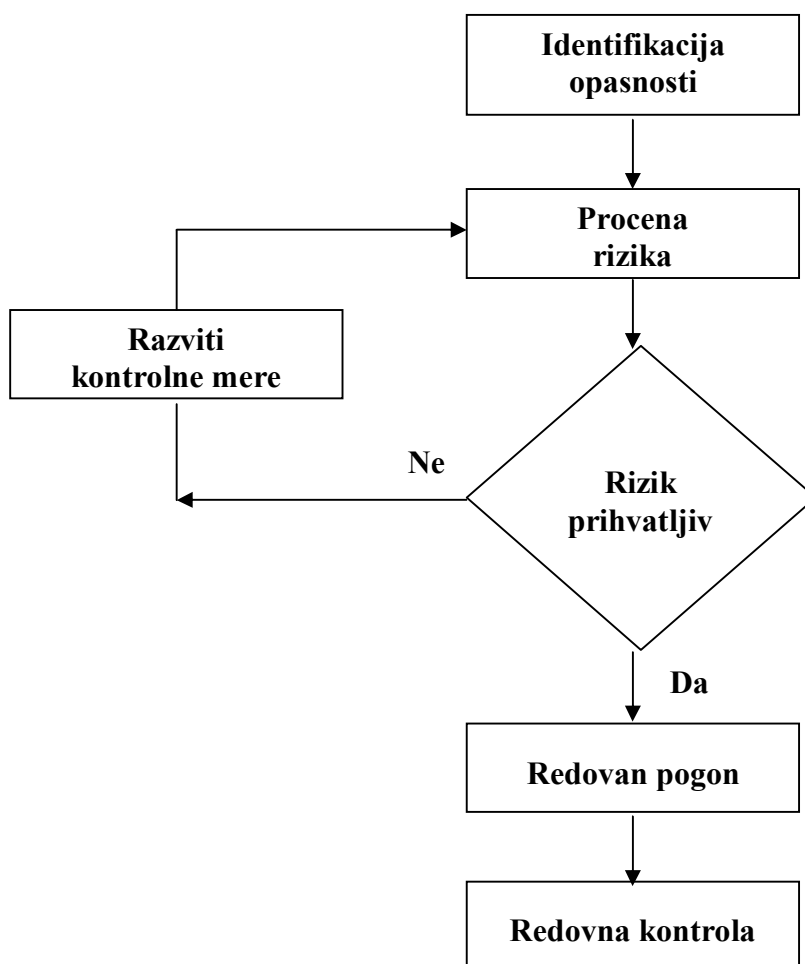 Identifikacija
opasnosti
Procena
rizika
Razviti
kontrolne mere
Ne
Rizik
prihvatljiv
Da
Redovan pogon
Redovna kontrola